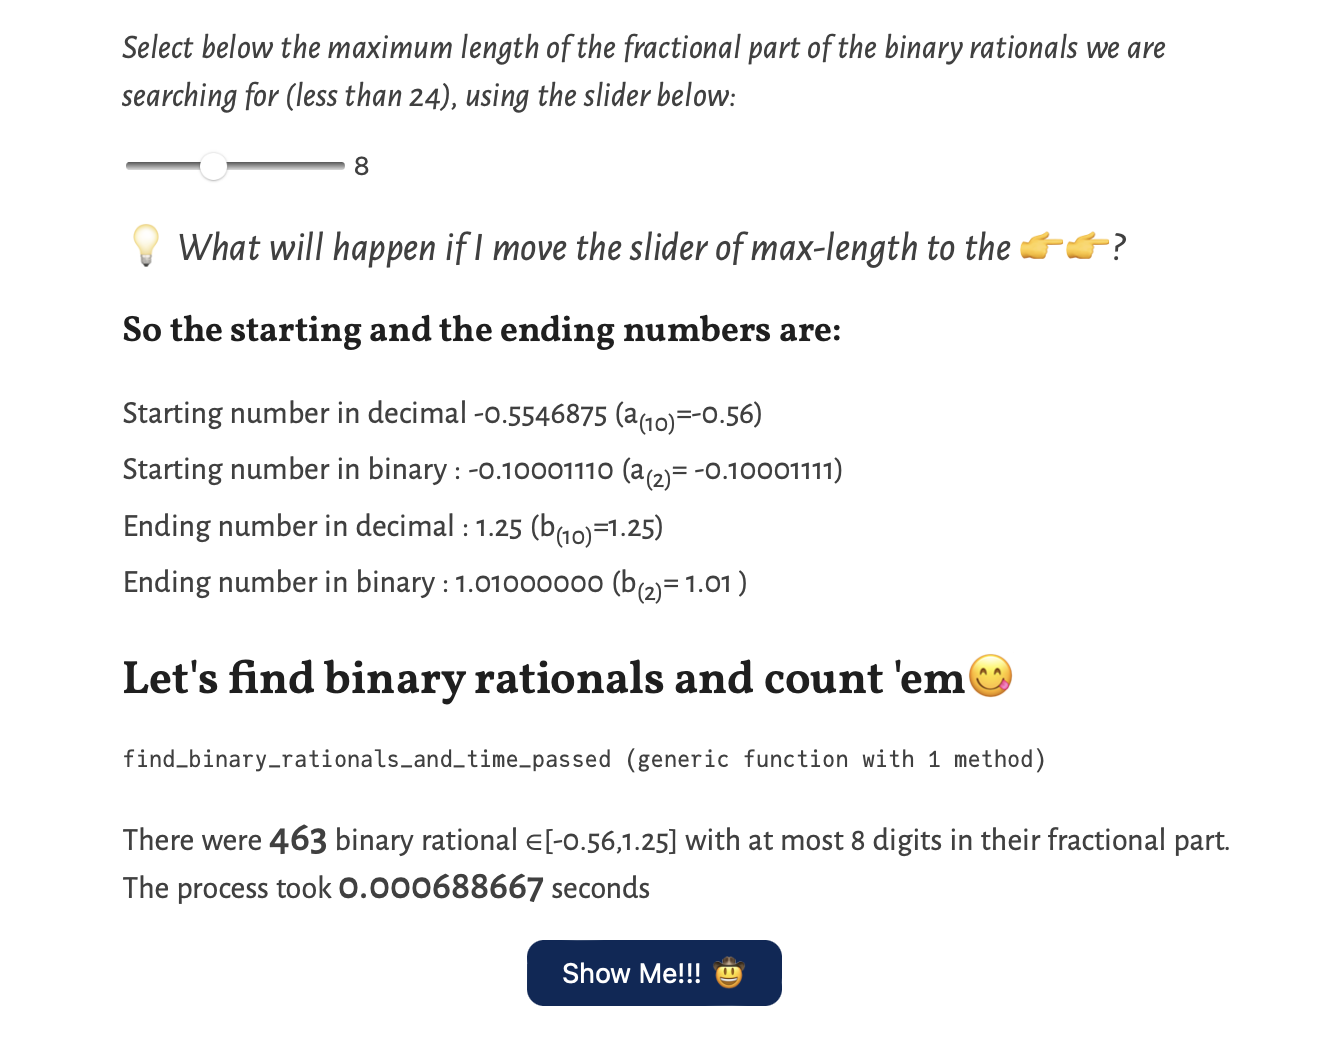 Select below the maximum length of the fractional part of the binary rationals we are
searching for (less than 24), using the slider below:
8
💡 What will happen if I move the slider of max-length to the 👉👉?
So the starting and the ending numbers are:
Starting number in decimal -0.5546875 (a(10)=-0.56)
Starting number in binary : -0.10001110 (a(2)= -0.10001111)
Ending number in decimal : 1.25 (b(10)=1.25)
Ending number in binary : 1.01000000 (b(2)= 1.01 )
Let's find binary rationals and count 'em😋
find_binary_rationals_and_time_passed (generic function with 1 method)
There were 463 binary rational ∈[-0.56,1.25] with at most 8 digits in their fractional part.
The process took 0.000688667 seconds
Show Me!!! 🤠